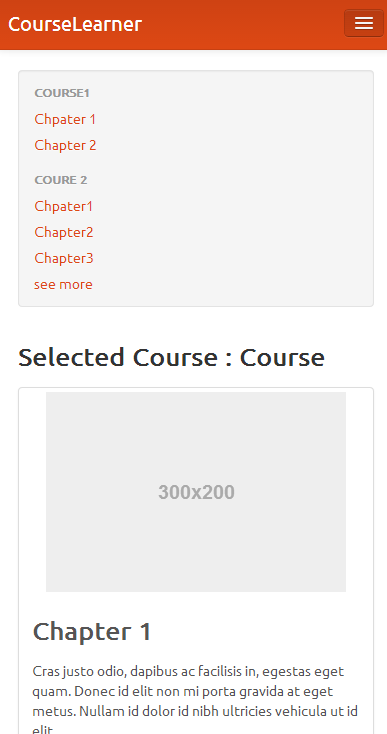 CourseLearner
COURSE1
Chpater 1
Chapter 2
COURE 2
Chpater1
Chapter2
Chapter3
see more
Selected Course : Course
300x200
Chapter 1
Cras justo odio, dapibus ac facilisis in, egestas eget
quam. Donec id elit non mi porta gravida at eget
metus. Nullam id dolor id nibh ultricies vehicula ut id
elit